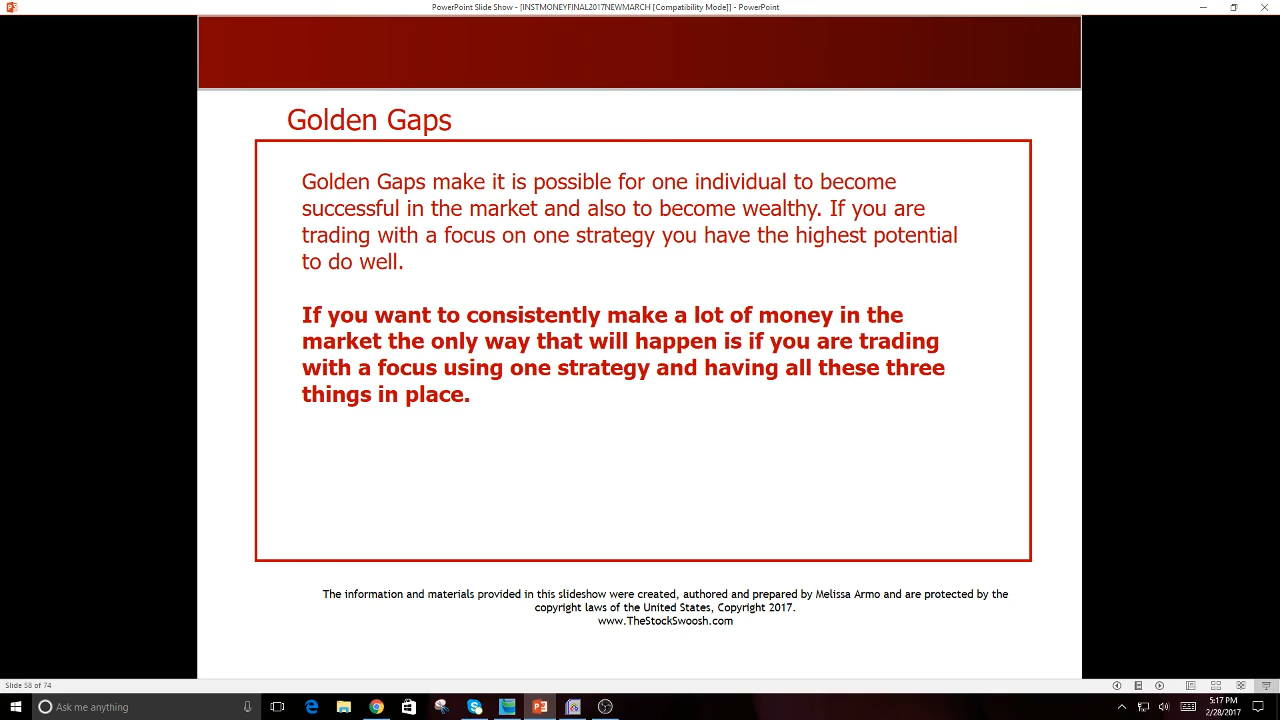 PowerPoint Slide Show - [INSTMONEYFINAL2017NEWMARCH [Compatibility Mode]] - PowerPoint
Golden Gaps
Golden Gaps make it is possible for one individual to become
successful in the market and also to become wealthy. If you are
trading with a focus on one strategy you have the highest potential
to do well.
If you want to consistently make a lot of money in the
market the only way that will happen is if you are trading
with a focus using one strategy and having all these three
things in place.
The information and materials provided in this slideshow were created, authored and prepared by Melissa Armo and are protected by the
copyright laws of the United States, Copyright 2017.
www.TheStockSwoosh.com
Slide 58 of 74
Ask me anything
5:17 PM
2/28/2017